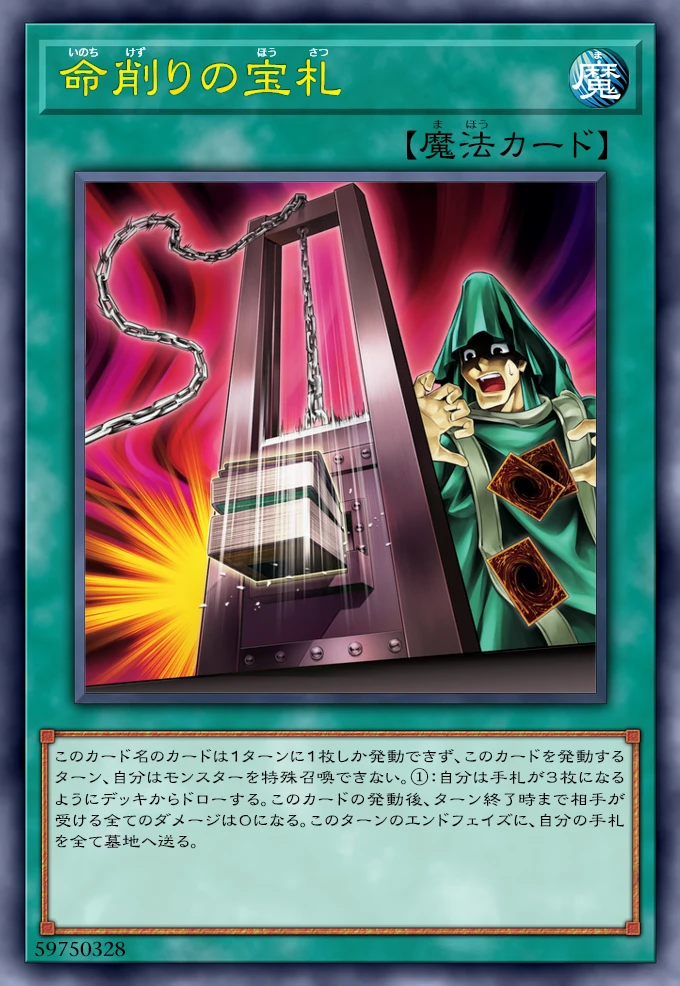 命削りの宝札
いのち けず ほう さつ
魔
ま
【魔法カード】
ま ほう
このカード名のカードは1ターンに1枚しか発動できず、このカードを発動する
ターン、自分はモンスターを特殊召喚できない。①:自分は手札が3枚になる
ようにデッキからドローする。このカードの発動後、ターン終了時まで相手が
受ける全てのダメージは0になる。このターンのエンドフェイズに、自分の手札
を全て墓地へ送る。
59750328